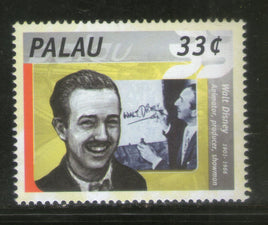 PALAU 33¢
Walt Disney 1901-1966
Animator, producer, showman